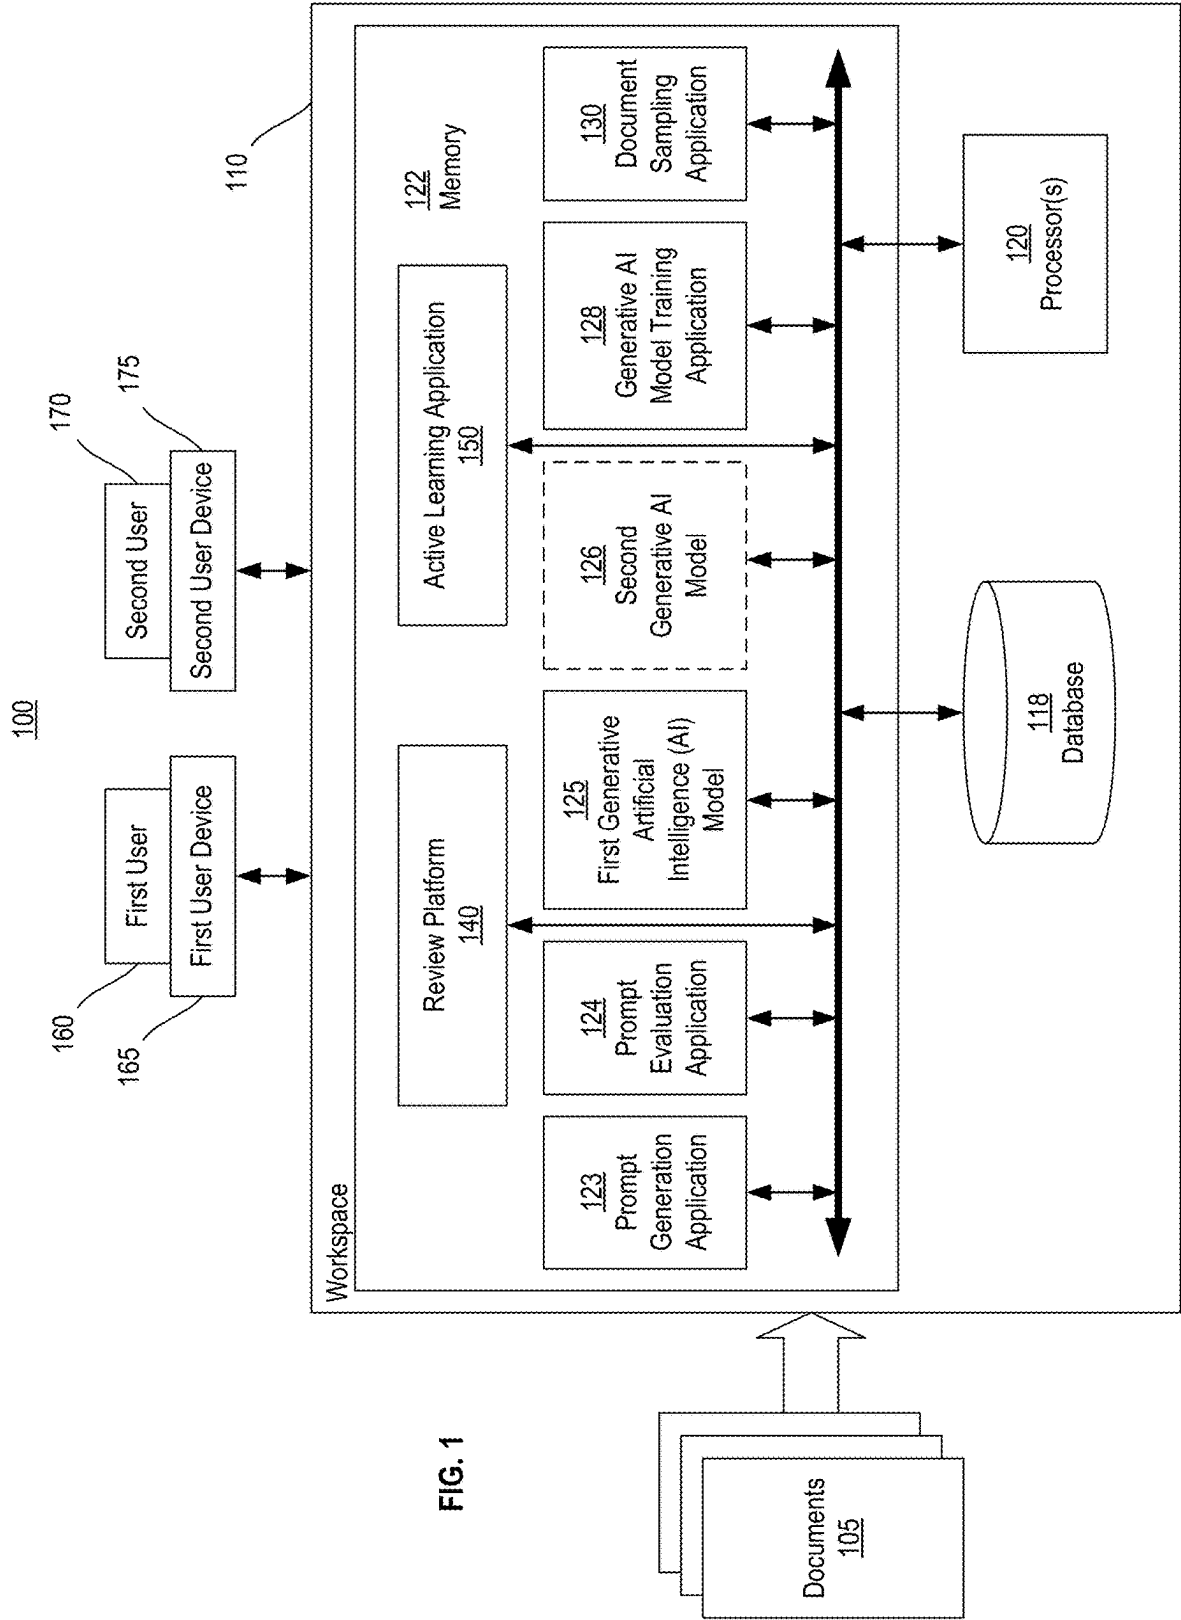 100
160
First User
165
First User Device
170
Second User
175
Second User Device
110
Workspace
122
Memory
Review Platform
140
Active Learning Application
150
123
Prompt
Generation
Application
124
Prompt
Evaluation
Application
125
First Generative
Artificial
Intelligence (AI)
Model
126
Second
Generative AI
Model
128
Generative AI
Model Training
Application
130
Document
Sampling
Application
118
Database
120
Processor(s)
Documents
105
FIG. 1